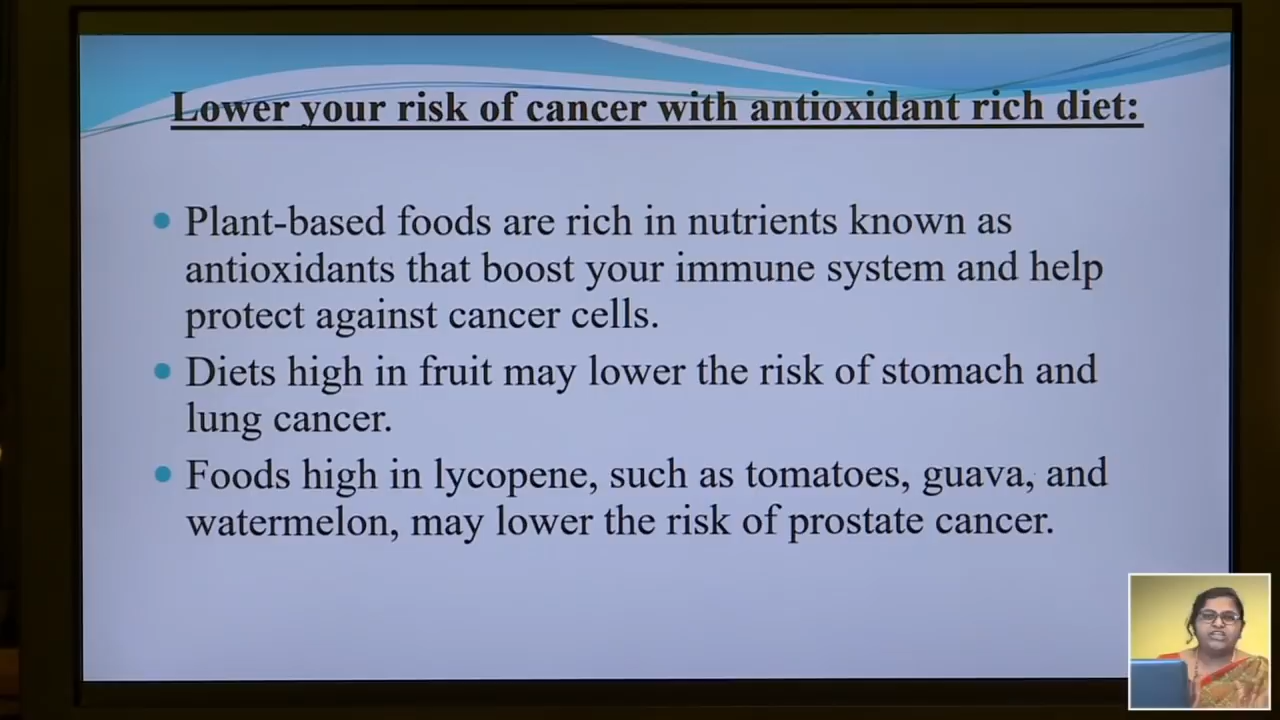 Lower your risk of cancer with antioxidant rich diet:
Plant-based foods are rich in nutrients known as
antioxidants that boost your immune system and help
protect against cancer cells.
Diets high in fruit may lower the risk of stomach and
lung cancer.
Foods high in lycopene, such as tomatoes, guava, and
watermelon, may lower the risk of prostate cancer.